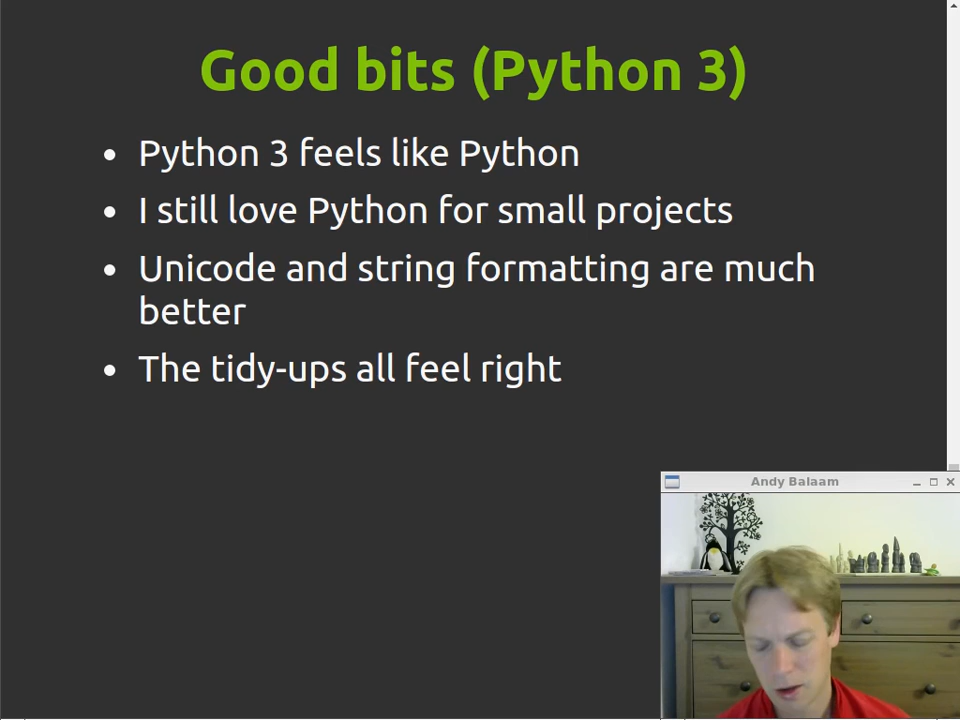 Good bits (Python 3)
• Python 3 feels like Python
• I still love Python for small projects
• Unicode and string formatting are much
better
• The tidy-ups all feel right
Andy Balaam